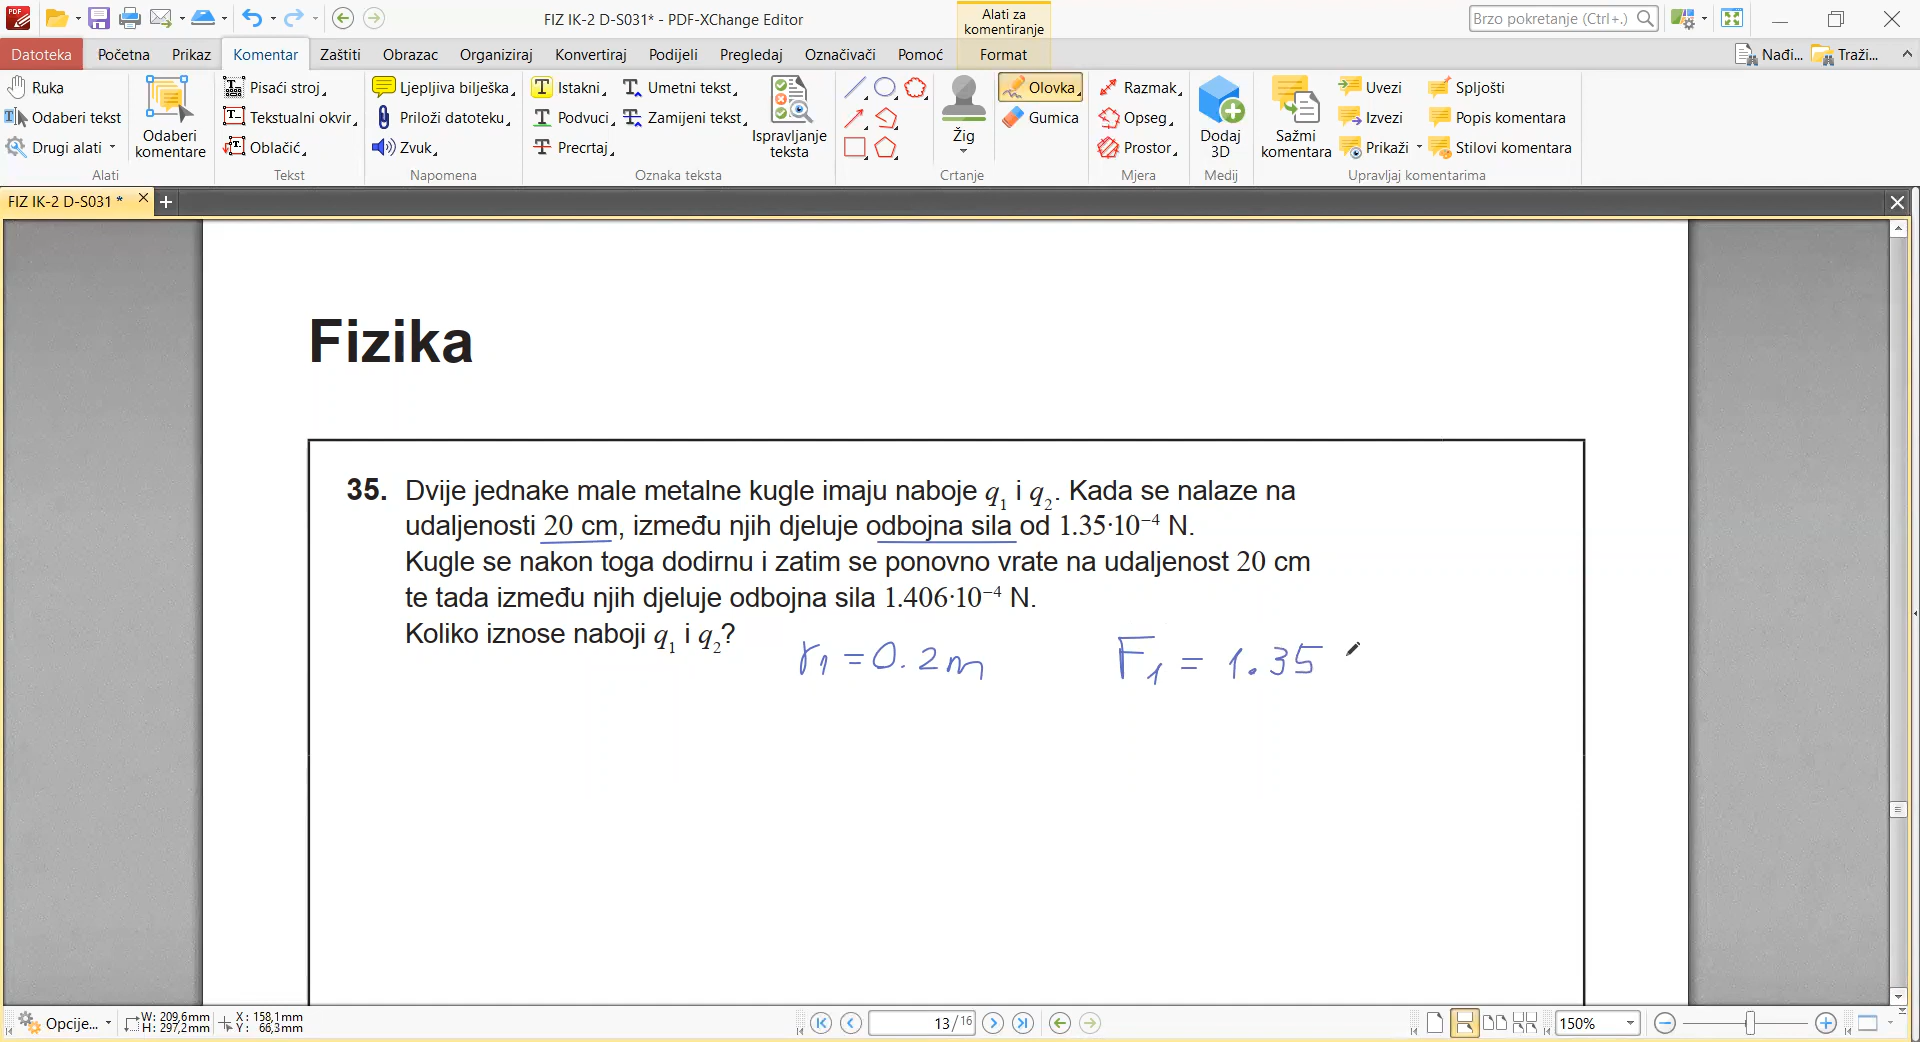 FIZ IK-2 D-S031* - PDF-XChange Editor
Alati za komentiranje
Brzo pokretanje (Ctrl+.)
Datoteka Početna Prikaz Komentar Zaštiti Obrazac Organiziraj Konvertiraj Podijeli Pregledaj Označivači Pomoć Format Nađi... Traži...
Ruka
Odaberi tekst
Drugi alati
Odaberi komentare
Alati
Pisaći stroj
Tekstualni okvir
Oblačić
Tekst
Ljepljiva bilješka
Priloži datoteku
Zvuk
Napomena
Istakni
Podvuci
Precrtaj
Umetni tekst
Zamijeni tekst
Ispravljanje teksta
Oznaka teksta
Žig
Olovka
Gumica
Crtanje
Razmak
Opseg
Prostor
Mjera
Dodaj 3D
Medij
Sažmi komentara
Uvezi
Izvezi
Prikaži
Spljošti
Popis komentara
Stilovi komentara
Upravljaj komentarima
FIZ IK-2 D-S031 *
Fizika
35. Dvije jednake male metalne kugle imaju naboje q₁ i q₂. Kada se nalaze na
udaljenosti 20 cm, između njih djeluje odbojna sila od 1.35·10⁻⁴ N.
Kugle se nakon toga dodirnu i zatim se ponovno vrate na udaljenost 20 cm
te tada između njih djeluje odbojna sila 1.406·10⁻⁴ N.
Koliko iznose naboji q₁ i q₂?
r₁ = 0.2 m F₁ = 1.35
Opcije... W: 209,6mm H: 297,2mm X: 158,1mm Y: 66,3mm 13 / 16 150%